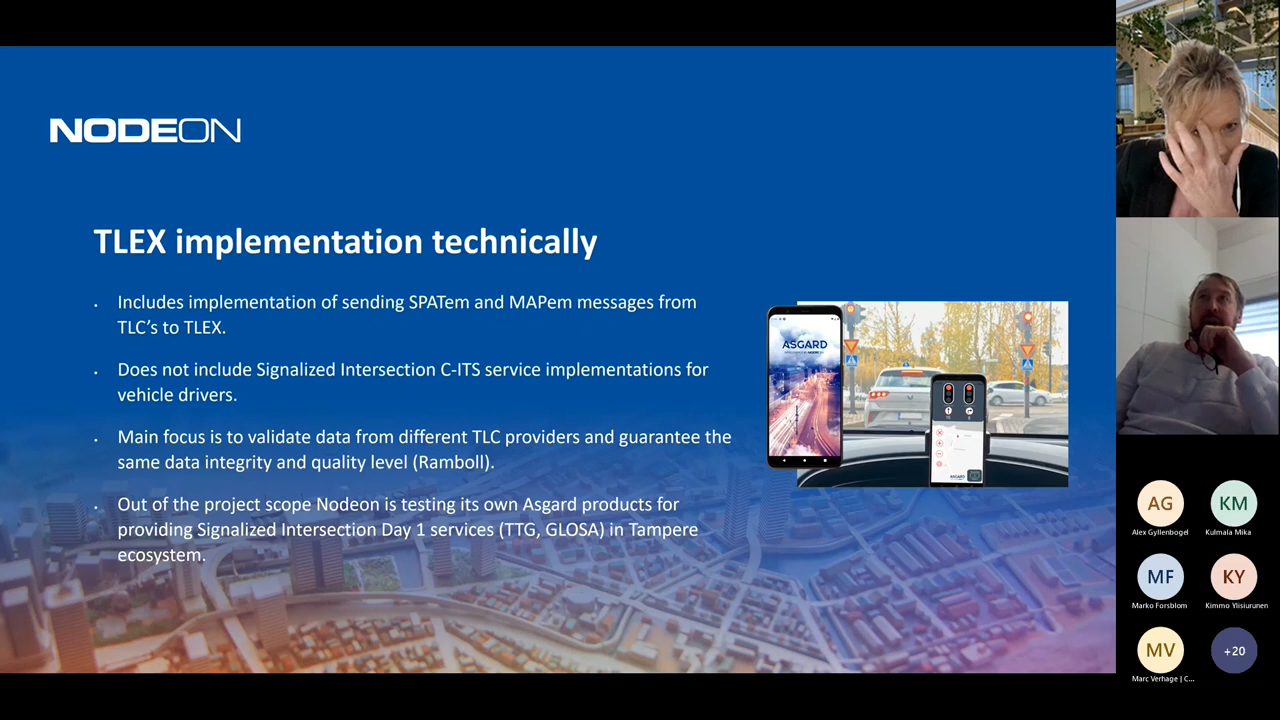 NODEON
TLEX implementation technically
• Includes implementation of sending SPATem and MAPem messages from
TLC's to TLEX.
• Does not include Signalized Intersection C-ITS service implementations for
vehicle drivers.
• Main focus is to validate data from different TLC providers and guarantee the
same data integrity and quality level (Ramboll).
• Out of the project scope Nodeon is testing its own Asgard products for
providing Signalized Intersection Day 1 services (TTG, GLOSA) in Tampere
ecosystem.
ASGARD
ASGARD
AG
KM
Alex Gyllenbogel
Kulmala Mika
MF
KY
Marko Forsblom
Kimmo Ylisiurunen
MV
+20
Marc Verhage | C...